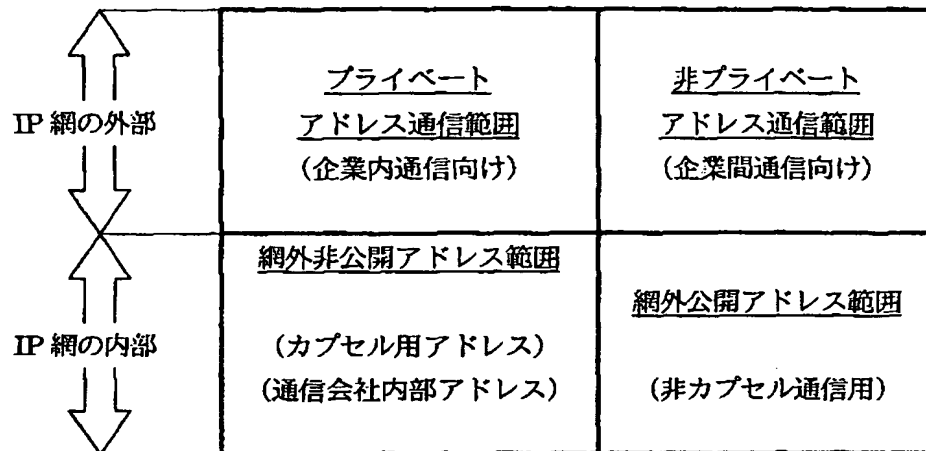 IP 網の外部
プライベート
アドレス通信範囲
(企業内通信向け)
非プライベート
アドレス通信範囲
(企業間通信向け)
IP 網の内部
網外非公開アドレス範囲
(カプセル用アドレス)
(通信会社内部アドレス)
網外公開アドレス範囲
(非カプセル通信用)